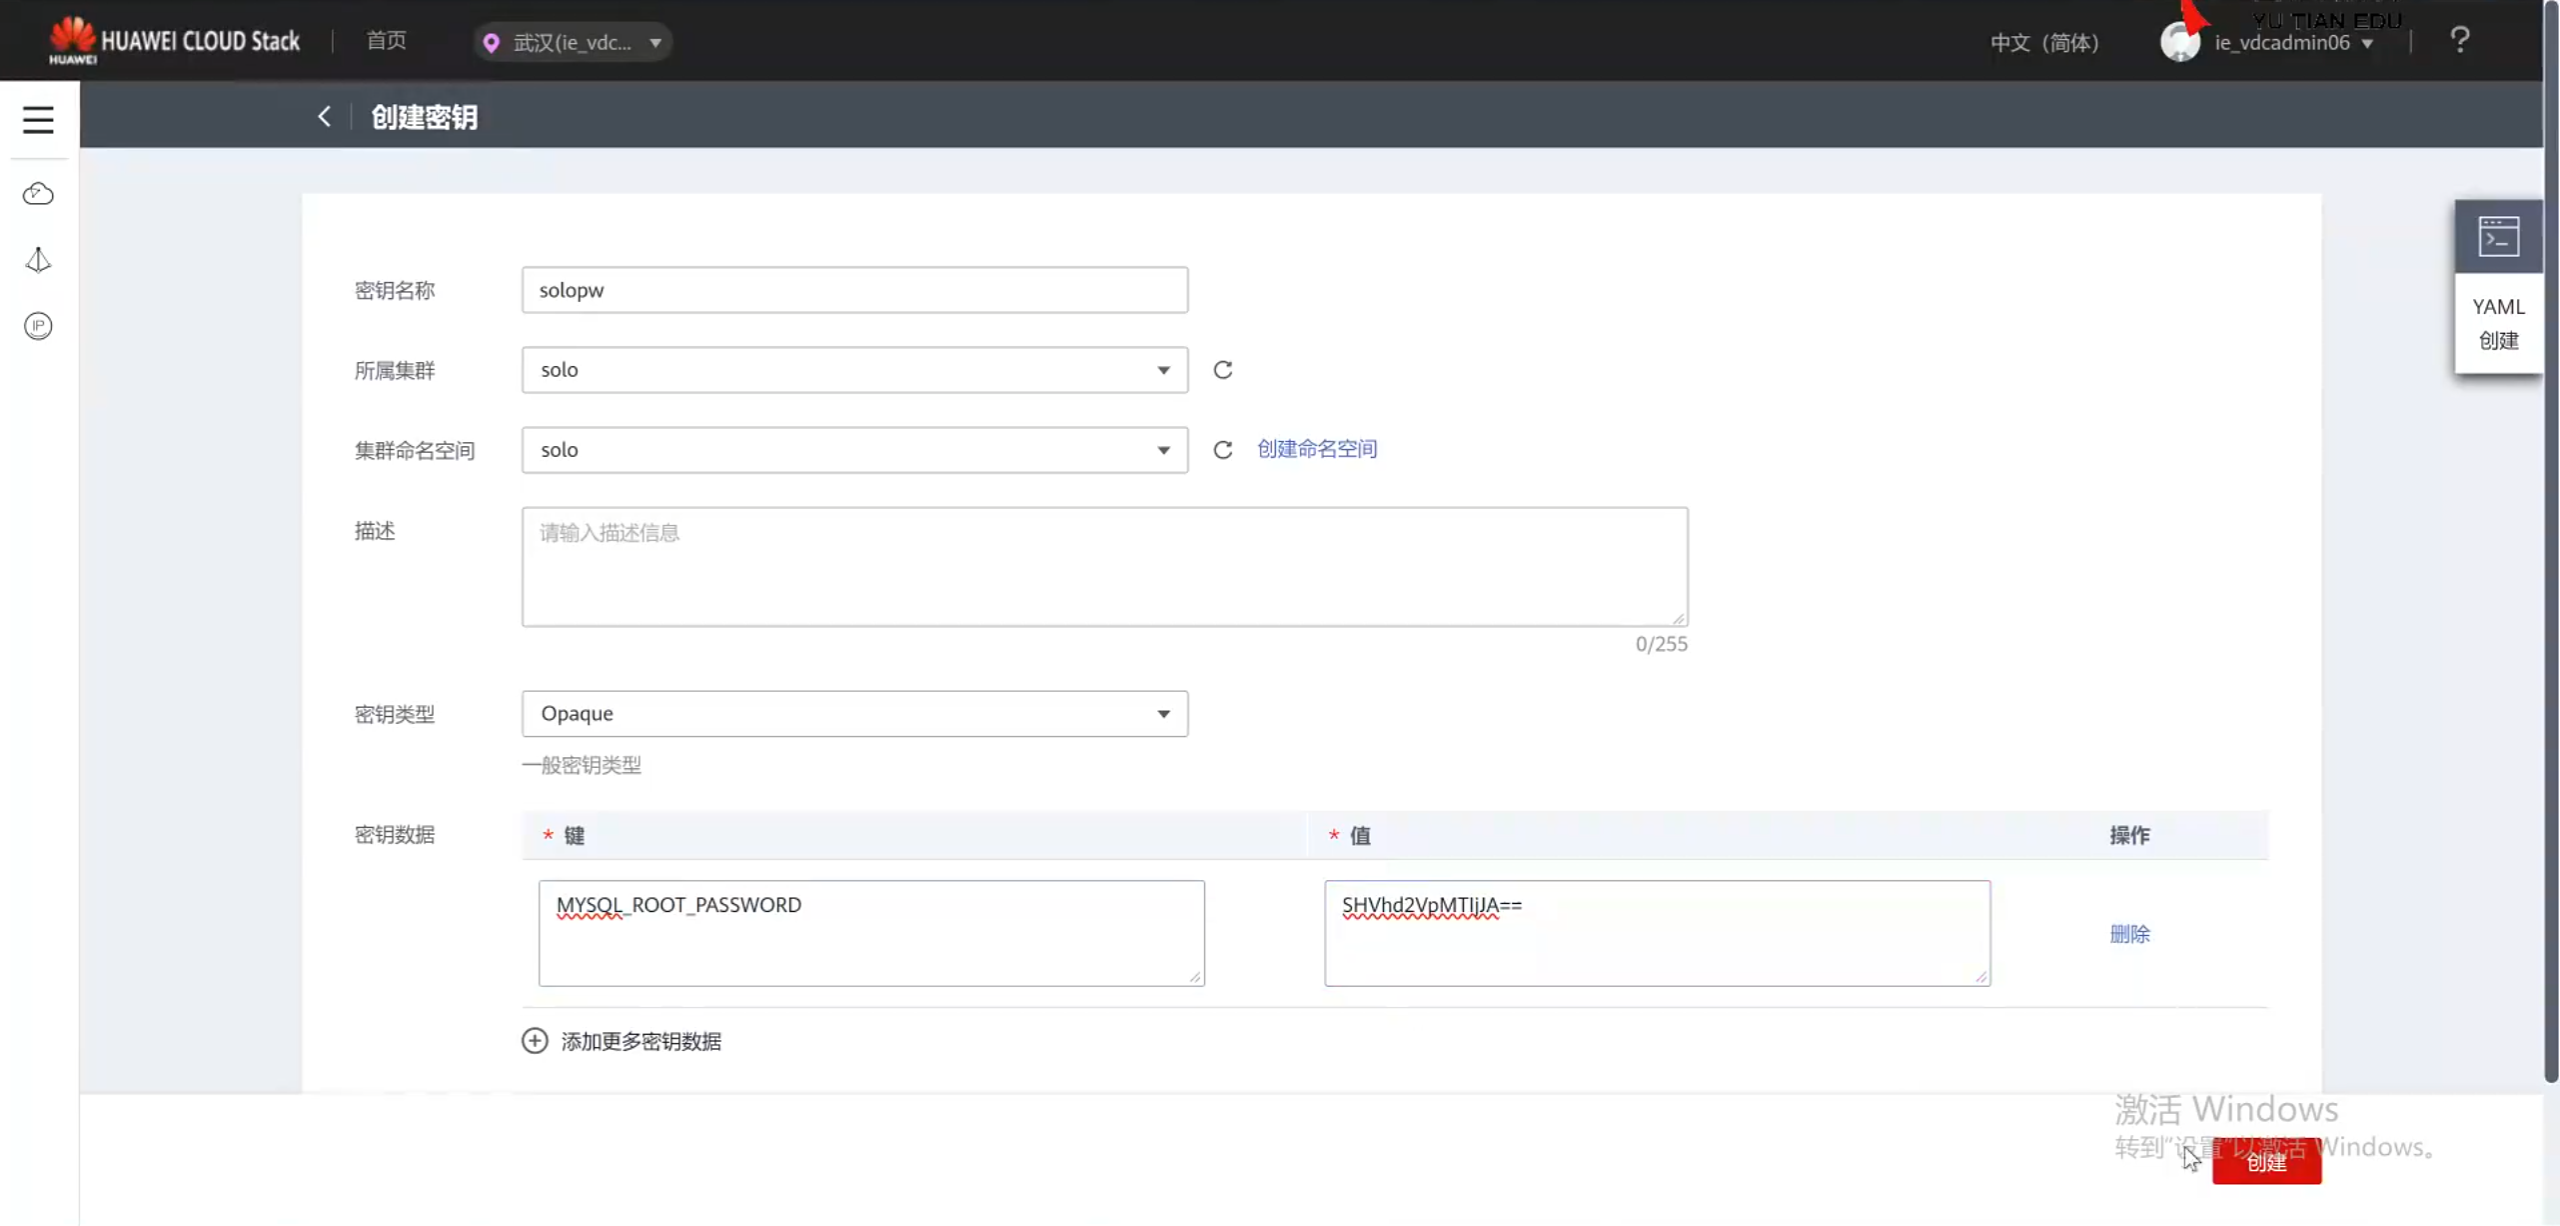 YU TIAN EDU
HUAWEI
HUAWEI CLOUD Stack
首页
武汉(ie_vdc...
中文（简体）
ie_vdcadmin06
?
创建密钥
IP
YAML
创建
密钥名称
solopw
所属集群
solo
集群命名空间
solo
创建命名空间
描述
请输入描述信息
0/255
密钥类型
Opaque
一般密钥类型
密钥数据
* 键
* 值
操作
MYSQL_ROOT_PASSWORD
SHVhd2VpMTIjJA==
删除
添加更多密钥数据
激活 Windows
转到"设置"以激活 Windows。
创建